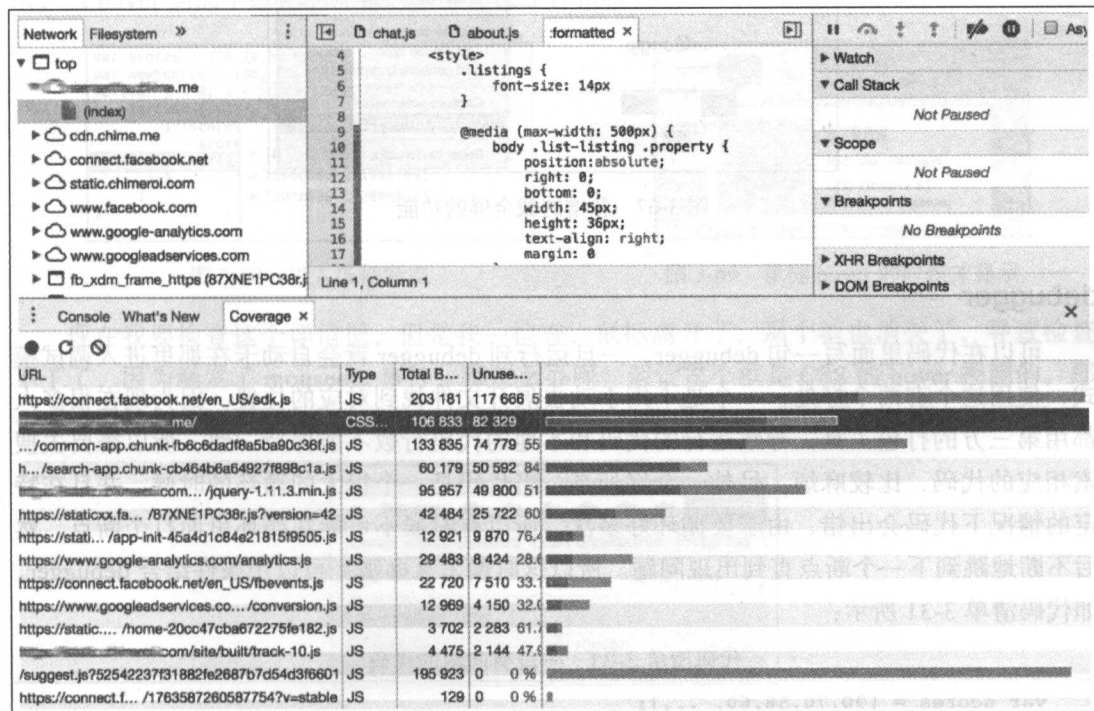 Network Filesystem »
chat.js about.js :formatted ×
Asy
top
.me
(index)
cdn.chime.me
connect.facebook.net
static.chimeroi.com
www.facebook.com
www.google-analytics.com
www.googleadservices.com
fb_xdm_frame_https (87XNE1PC38r.j
4 <style>
5 .listings {
6 font-size: 14px
7 }
8
9 @media (max-width: 500px) {
10 body .list-listing .property {
11 position:absolute;
12 right: 0;
13 bottom: 0;
14 width: 45px;
15 height: 36px;
16 text-align: right;
17 margin: 0
Line 1, Column 1
Watch
Call Stack
Not Paused
Scope
Not Paused
Breakpoints
No Breakpoints
XHR Breakpoints
DOM Breakpoints
Console What's New Coverage ×
URL Type Total B... Unuse...
https://connect.facebook.net/en_US/sdk.js JS 203 181 117 666 5
.me/ CSS... 106 833 82 329
.../common-app.chunk-fb6c6dadf8a5ba90c36f.js JS 133 835 74 779 55
h.../search-app.chunk-cb464b6a64927f898c1a.js JS 60 179 50 592 84
.com... /jquery-1.11.3.min.js JS 95 957 49 800 51
https://staticxx.fa... /87XNE1PC38r.js?version=42 JS 42 484 25 722 60
https://stati... /app-init-45a4d1c84e21815f9505.js JS 12 921 9 870 76.4
https://www.google-analytics.com/analytics.js JS 29 483 8 424 28.6
https://connect.facebook.net/en_US/fbevents.js JS 22 720 7 510 33.1
https://www.googleadservices.co... /conversion.js JS 12 969 4 150 32.0
https://static.... /home-20cc47cba672275fe182.js JS 3 702 2 283 61.7
com/site/built/track-10.js JS 4 475 2 144 47.9
/suggest.js?52542237f31882fe2687b7d54d3f6601 JS 195 923 0 0 %
https://connect.f... /1763587260587754?v=stable JS 129 0 0 %